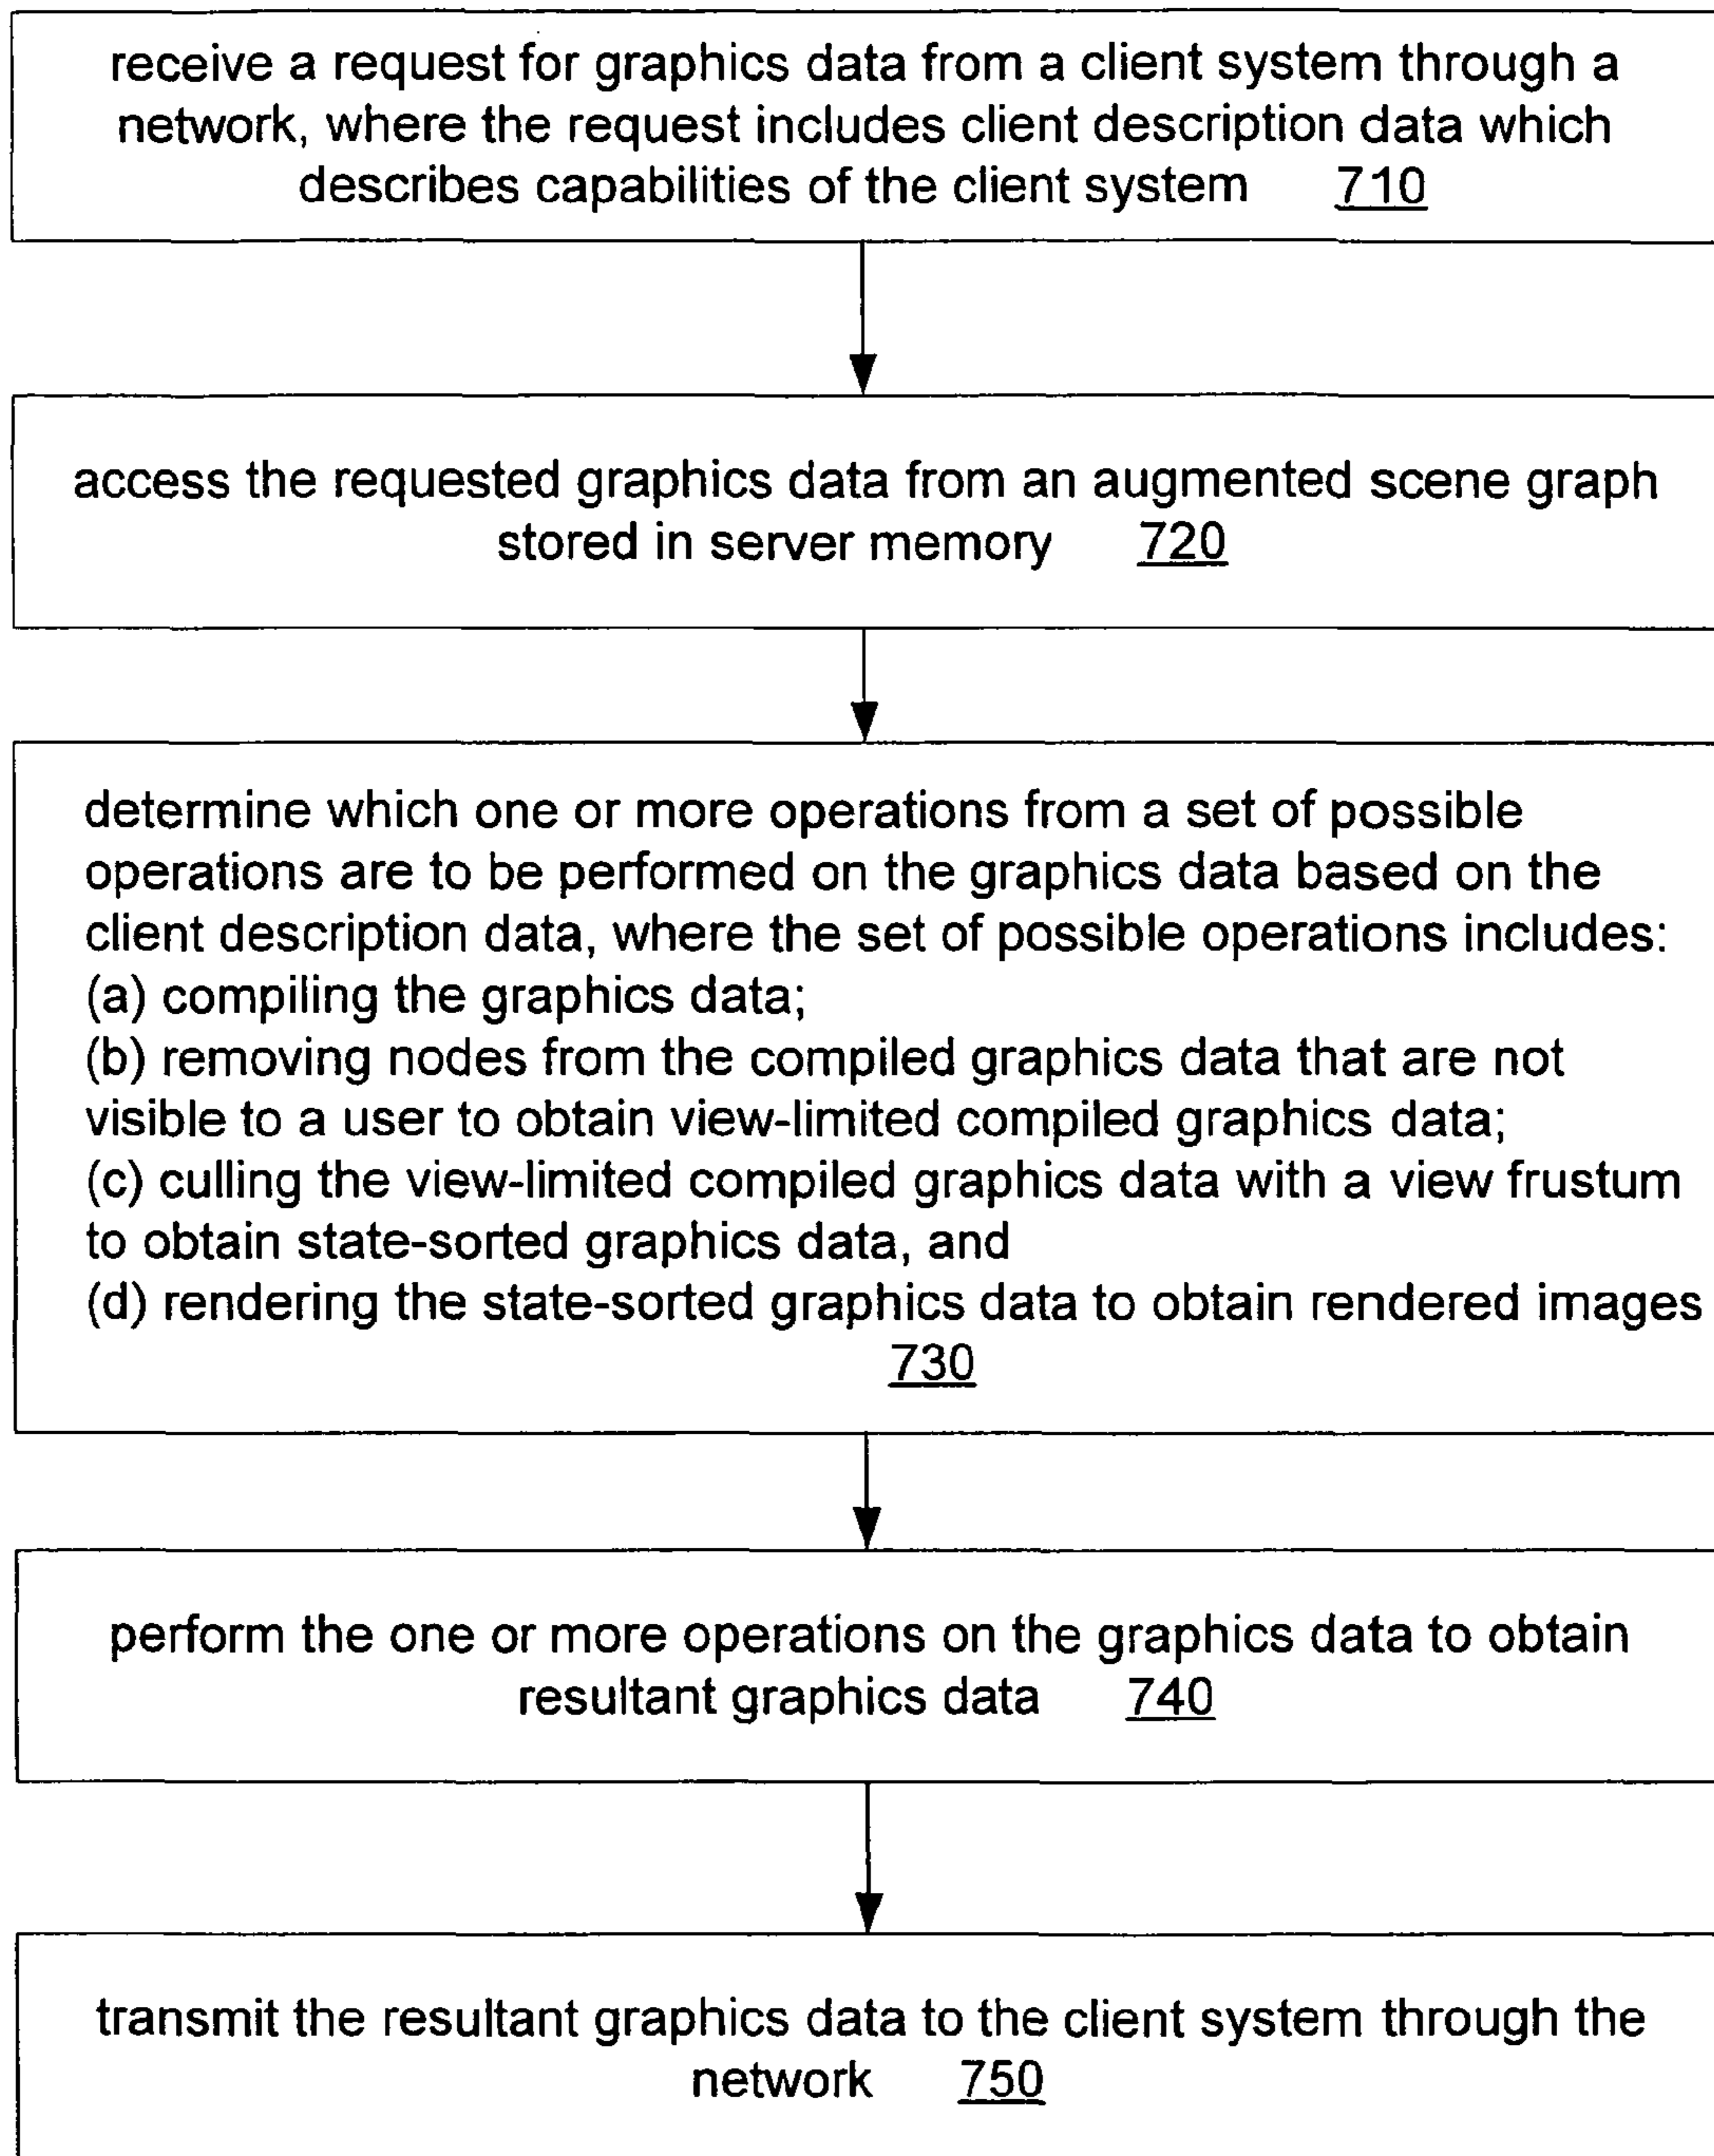 receive a request for graphics data from a client system through a
network, where the request includes client description data which
describes capabilities of the client system 710
access the requested graphics data from an augmented scene graph
stored in server memory 720
determine which one or more operations from a set of possible
operations are to be performed on the graphics data based on the
client description data, where the set of possible operations includes:
(a) compiling the graphics data;
(b) removing nodes from the compiled graphics data that are not
visible to a user to obtain view-limited compiled graphics data;
(c) culling the view-limited compiled graphics data with a view frustum
to obtain state-sorted graphics data, and
(d) rendering the state-sorted graphics data to obtain rendered images
730
perform the one or more operations on the graphics data to obtain
resultant graphics data 740
transmit the resultant graphics data to the client system through the
network 750